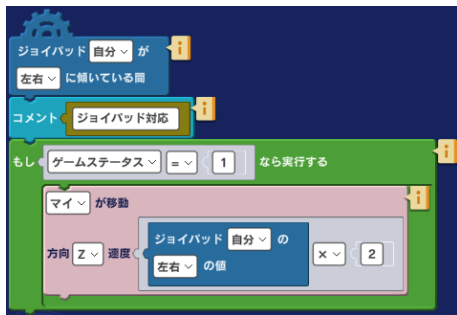 ジョイパッド 自分 が
左右 に傾いている間
コメント ジョイパッド対応
もし ゲームステータス = 1 なら実行する
マイ が移動
方向 Z 速度 ジョイパッド 自分 の
左右 の値 × 2